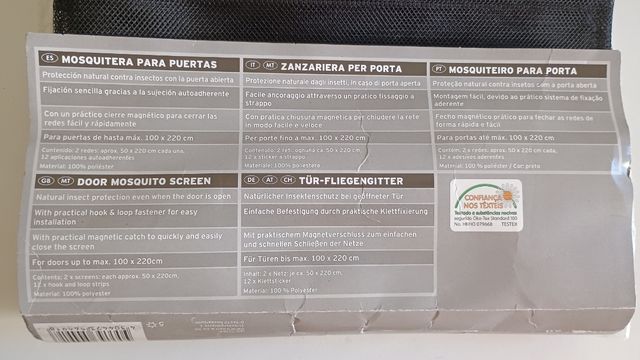 ES MOSQUITERA PARA PUERTAS
Protección natural contra insectos con la puerta abierta
Fijación sencilla gracias a la sujeción autoadherente
Con un práctico cierre magnético para cerrar las
redes fácil y rápidamente
Para puertas de hasta máx. 100 x 220 cm
Contenido: 2 redes: aprox. 50 x 220 cm cada una,
12 aplicaciones autoadherentes
Material: 100% poliéster
IT MT ZANZARIERA PER PORTA
Protezione naturale dagli insetti, in caso di porta aperta
Facile ancoraggio attraverso un pratico fissaggio a
strappo
Con pratica chiusura magnetica per chiudere la rete
in modo facile e veloce
Per porte fino a max. 100 x 220 cm
Contenuto: 2 reti, ognuna ca. 50 x 220 cm,
12 x sticker a strappo
Materiale: 100% poliestere
PT MOSQUITEIRO PARA PORTA
Proteção natural contra insetos com a porta aberta
Montagem fácil, devido ao prático sistema de fixação
aderente
Fecho magnético prático para fechar as redes de
forma rápida e fácil
Para portas até máx. 100 x 220 cm
Contém: 2 x redes: aprox. 50 x 220 cm cada,
12 x adesivos aderentes
Material: 100 % poliéster / Cor: preto
GB MT DOOR MOSQUITO SCREEN
Natural insect protection even when the door is open
With practical hook & loop fastener for easy
installation
With practical magnetic catch to quickly and easily
close the screen
For doors up to max. 100 x 220cm
Contents: 2 x screens: each approx. 50 x 220cm,
12 x hook and loop strips
Material: 100% polyester
DE AT CH TÜR-FLIEGENGITTER
Natürlicher Insektenschutz bei geöffneter Tür
Einfache Befestigung durch praktische Klettfixierung
Mit praktischem Magnetverschluss zum einfachen
und schnellen Schließen der Netze
Für Türen bis max. 100 x 220 cm
Inhalt: 2 x Netz: je ca. 50 x 220 cm,
12 x Klettsticker
Material: 100 % Polyester
CONFIANÇA
NOS TÊXTEIS
Testado a substâncias nocivas
segundo Öko-Tex Standard 100
No. HKHO 079668 TESTEX